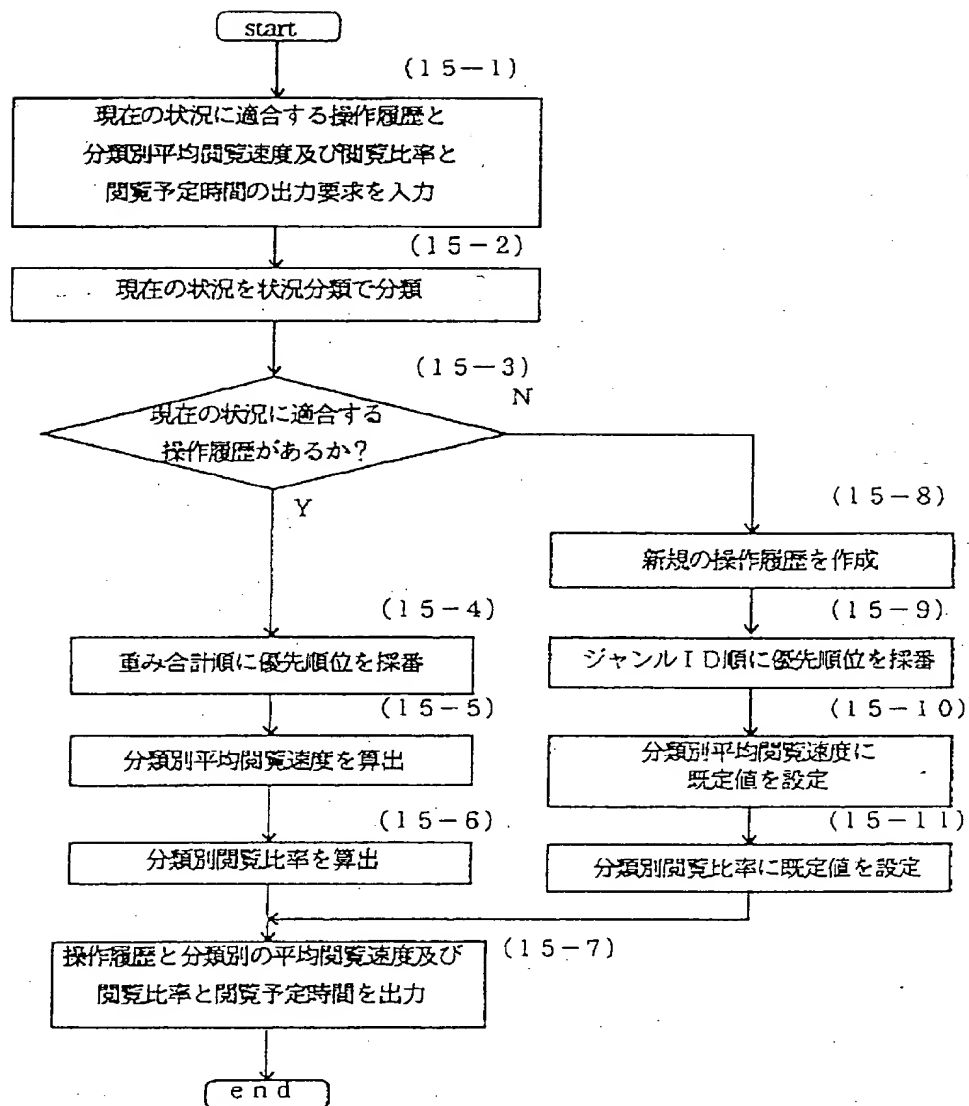 start
(15-1)
現在の状況に適合する操作履歴と
分類別平均閲覧速度及び閲覧比率と
閲覧予定時間の出力要求を入力
(15-2)
現在の状況を状況分類で分類
(15-3)
現在の状況に適合する
操作履歴があるか?
N
Y
(15-8)
新規の操作履歴を作成
(15-4)
重み合計順に優先順位を採番
(15-9)
ジャンルID順に優先順位を採番
(15-5)
分類別平均閲覧速度を算出
(15-10)
分類別平均閲覧速度に
既定値を設定
(15-6)
分類別閲覧比率を算出
(15-11)
分類別閲覧比率に既定値を設定
(15-7)
操作履歴と分類別の平均閲覧速度及び
閲覧比率と閲覧予定時間を出力
end